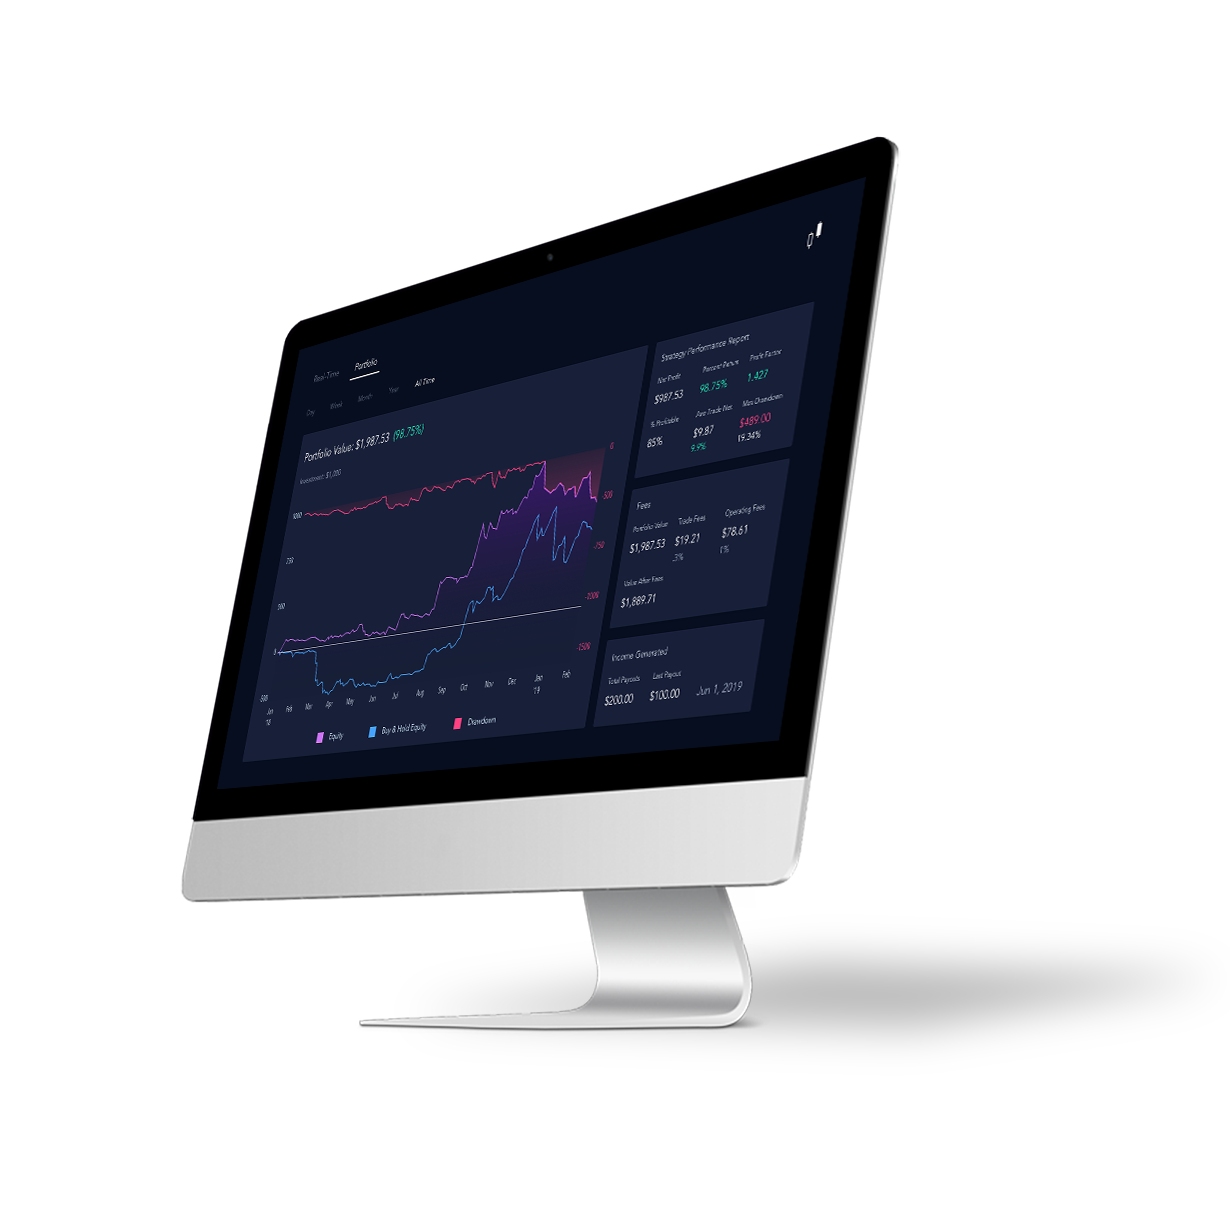 Real-Time Portfolio
Day Week Month Year All Time
Portfolio Value: $1,987.53 (98.75%)
Investment: $1,000
1000
750
500
0
-500
0
-500
-750
-1500
Jan Feb Mar Apr May Jun Jul Aug Sep Oct Nov Dec Jan Feb
'18 '19
Equity Buy & Hold Equity Drawdown
Strategy Performance Report
Net Profit Percent Return Profit Factor
$987.53 98.75% 1.427
% Profitable Ave Trade Net Max Drawdown
85% $9.87 $489.00
9.9% 19.34%
Fees
Portfolio Value Trade Fees Operating Fees
$1,987.53 $19.21 $78.61
.3% 1%
Value After Fees
$1,889.71
Income Generated
Total Payouts Last Payout
$200.00 $100.00 Jun 1, 2019